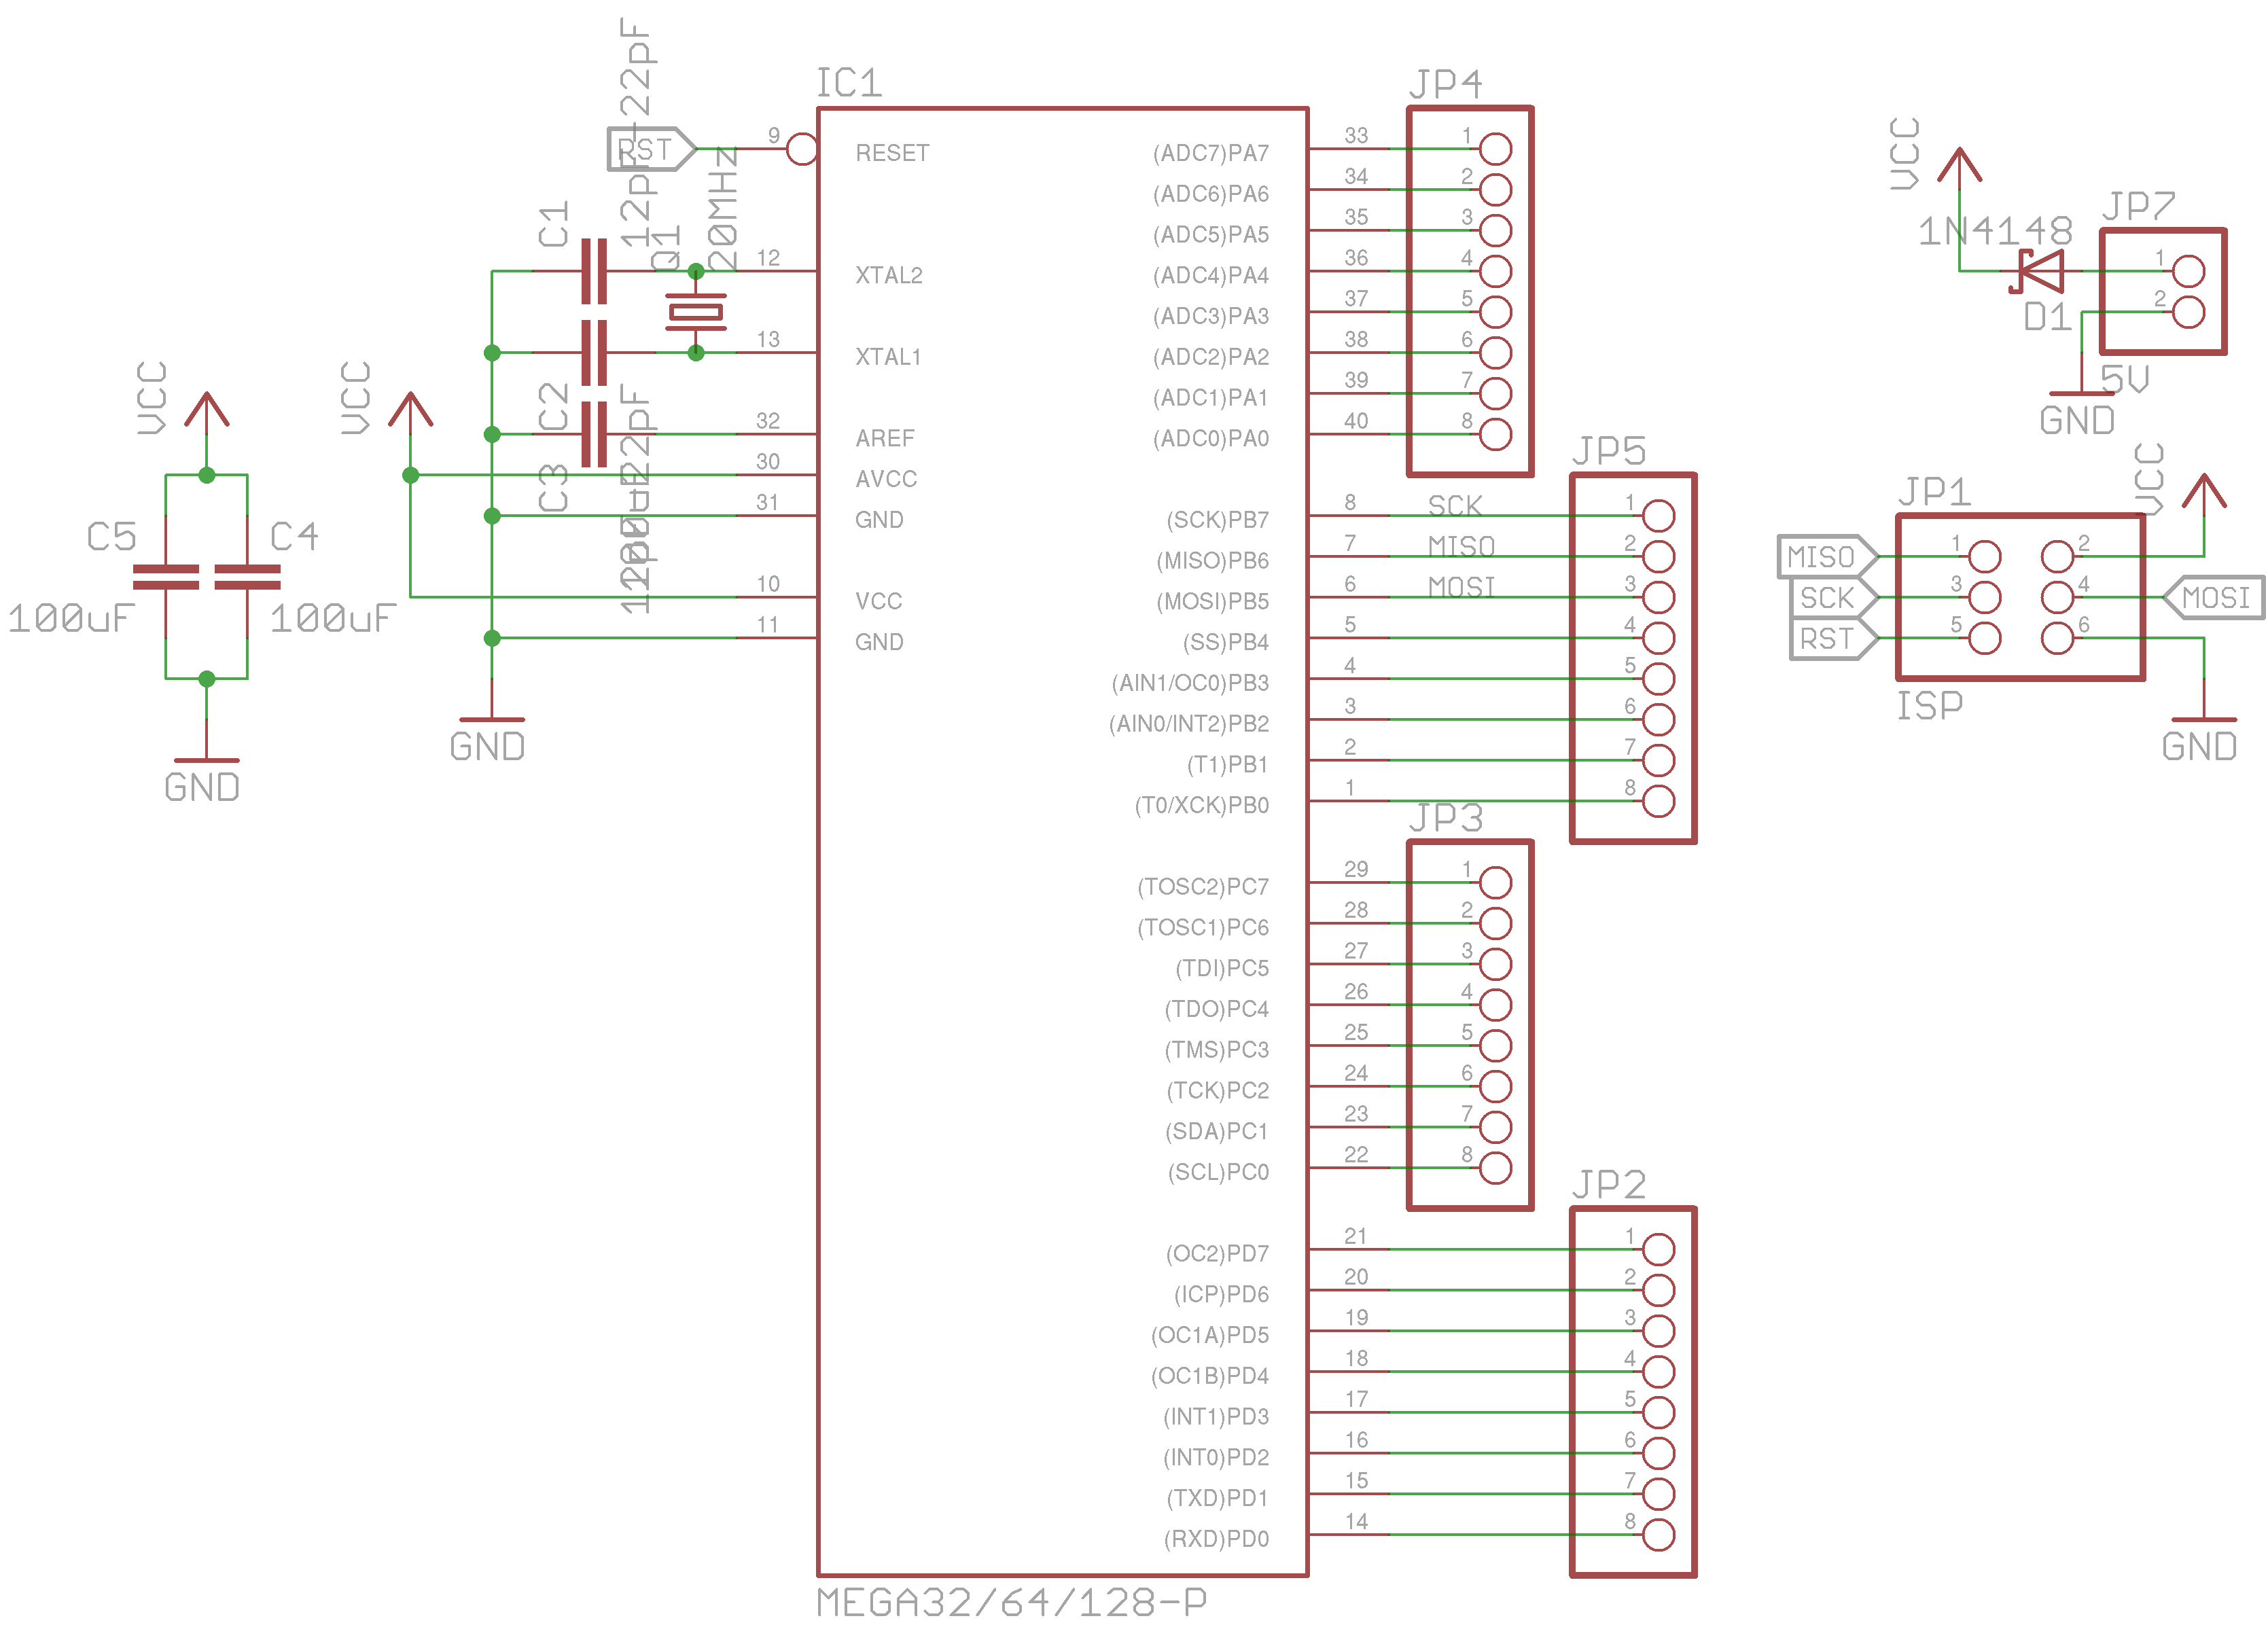 IC1
MEGA32/64/128-P
RST
9
RESET
12
XTAL2
13
XTAL1
32
AREF
30
AVCC
31
GND
10
VCC
11
GND
C1
12pF-22pF
Q1
20MHz
C2
C3
VCC
GND
VCC
C5
100uF
C4
100uF
GND
JP4
(ADC7)PA7 33 1
(ADC6)PA6 34 2
(ADC5)PA5 35 3
(ADC4)PA4 36 4
(ADC3)PA3 37 5
(ADC2)PA2 38 6
(ADC1)PA1 39 7
(ADC0)PA0 40 8
JP5
(SCK)PB7 8 SCK 1
(MISO)PB6 7 MISO 2
(MOSI)PB5 6 MOSI 3
(SS)PB4 5 4
(AIN1/OC0)PB3 4 5
(AIN0/INT2)PB2 3 6
(T1)PB1 2 7
(T0/XCK)PB0 1 8
JP3
(TOSC2)PC7 29 1
(TOSC1)PC6 28 2
(TDI)PC5 27 3
(TDO)PC4 26 4
(TMS)PC3 25 5
(TCK)PC2 24 6
(SDA)PC1 23 7
(SCL)PC0 22 8
JP2
(OC2)PD7 21 1
(ICP)PD6 20 2
(OC1A)PD5 19 3
(OC1B)PD4 18 4
(INT1)PD3 17 5
(INT0)PD2 16 6
(TXD)PD1 15 7
(RXD)PD0 14 8
VCC
1N4148
D1
JP7
1
2
5V
GND
JP1
VCC
MISO 1 2
SCK 3 4 MOSI
RST 5 6
ISP
GND